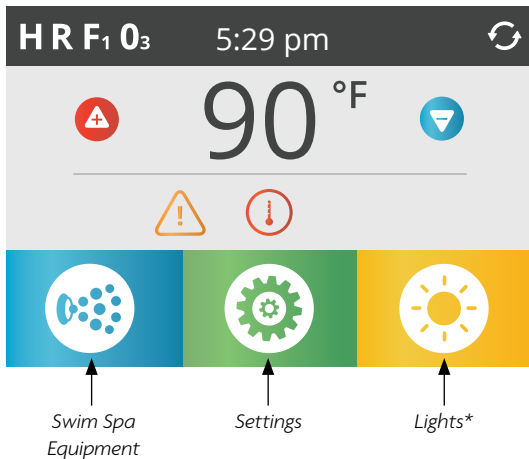 H R F1 03 5:29 pm
90 °F
Swim Spa Equipment
Settings
Lights*